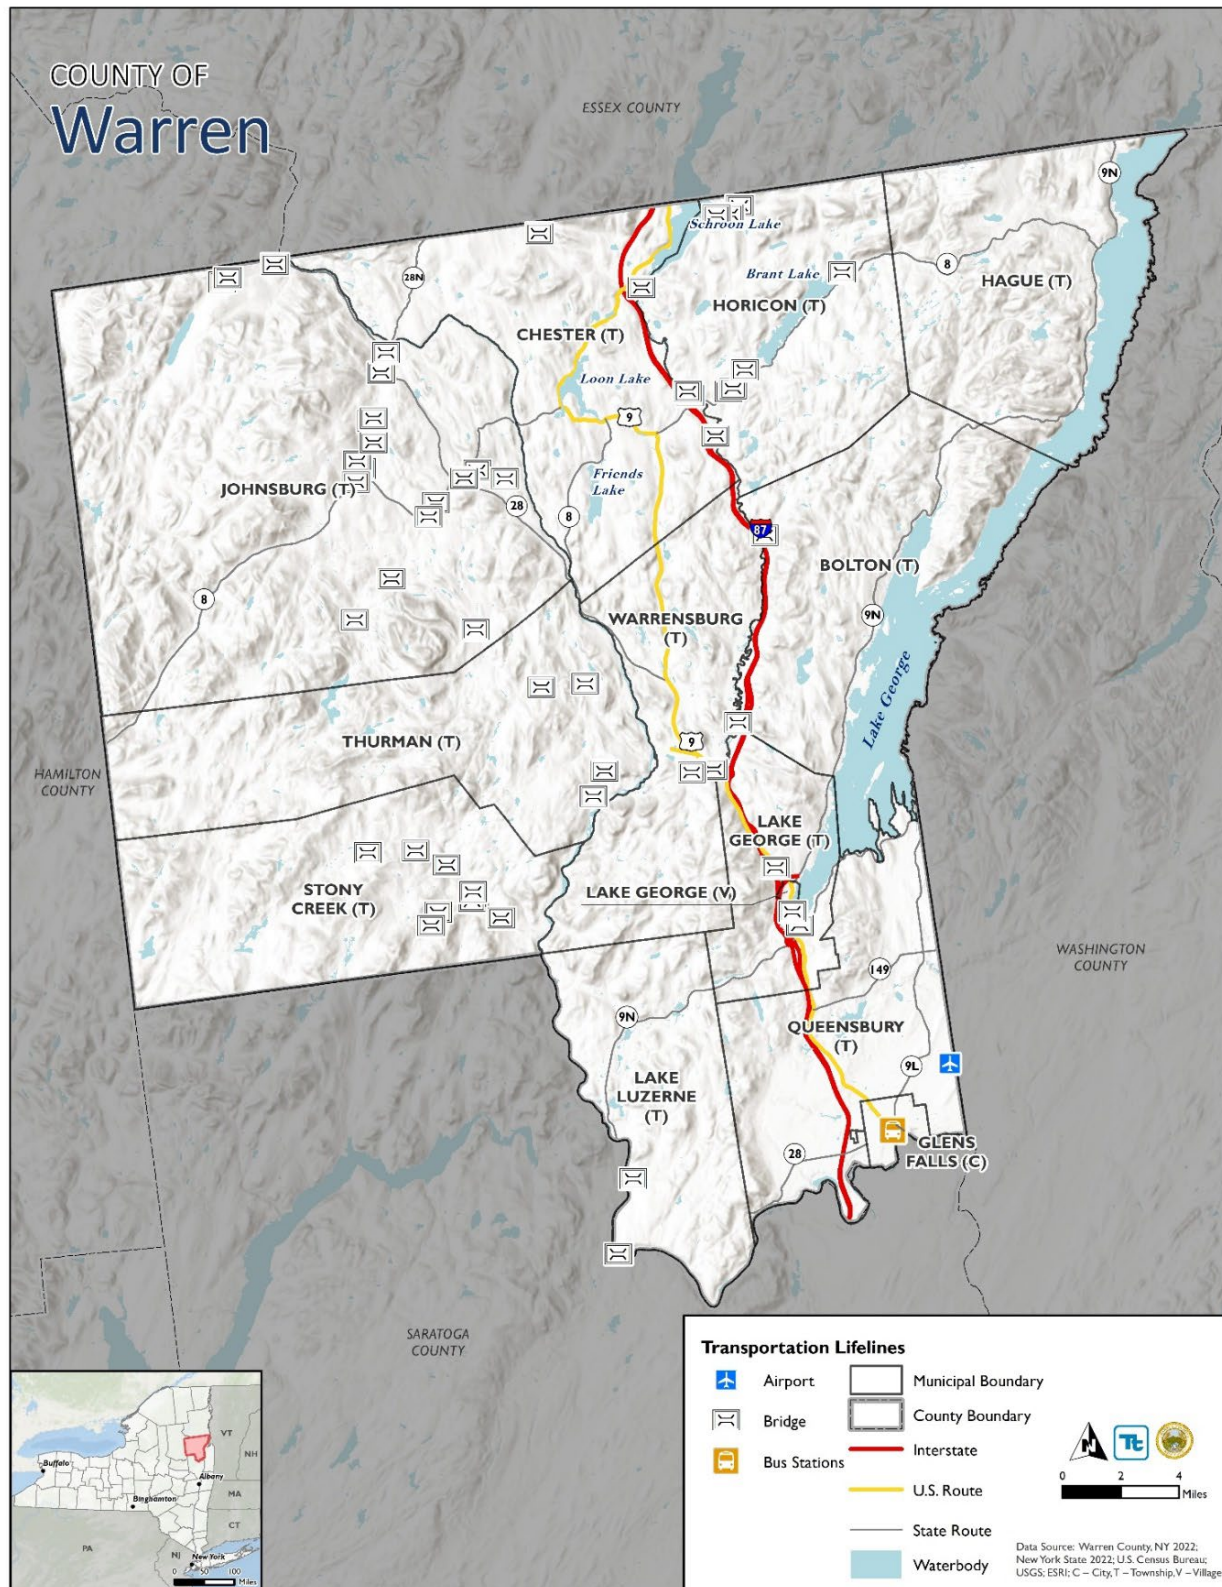 COUNTY OF
Warren
ESSEX COUNTY
9N
Schroon Lake
28N
Brant Lake
8
HAGUE (T)
HORICON (T)
CHESTER (T)
Loon Lake
9
JOHNSBURG (T)
Friends
Lake
28
8
87
BOLTON (T)
8
9N
WARRENSBURG
(T)
Lake George
THURMAN (T)
9
HAMILTON
COUNTY
LAKE
GEORGE (T)
STONY
CREEK (T)
LAKE GEORGE (V)
WASHINGTON
COUNTY
149
9N
QUEENSBURY
(T)
LAKE
LUZERNE
(T)
9L
GLENS
FALLS (C)
28
SARATOGA
COUNTY
Transportation Lifelines
Airport
Municipal Boundary
Bridge
County Boundary
Bus Stations
Interstate
U.S. Route
State Route
Waterbody
N
Tt
0 2 4
Miles
Data Source: Warren County, NY 2022;
New York State 2022; U.S. Census Bureau;
USGS; ESRI; C – City, T – Township, V – Village
VT
NH
Buffalo
Albany
MA
Binghamton
CT
PA
NJ
New York
0 50 100
Miles